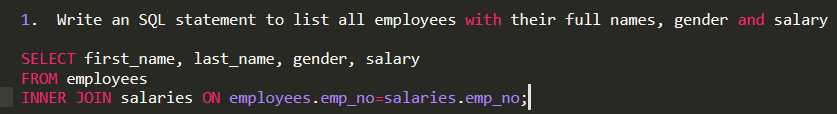 1.  Write an SQL statement to list all employees with their full names, gender and salary
SELECT first_name, last_name, gender, salary
FROM employees
INNER JOIN salaries ON employees.emp_no=salaries.emp_no;